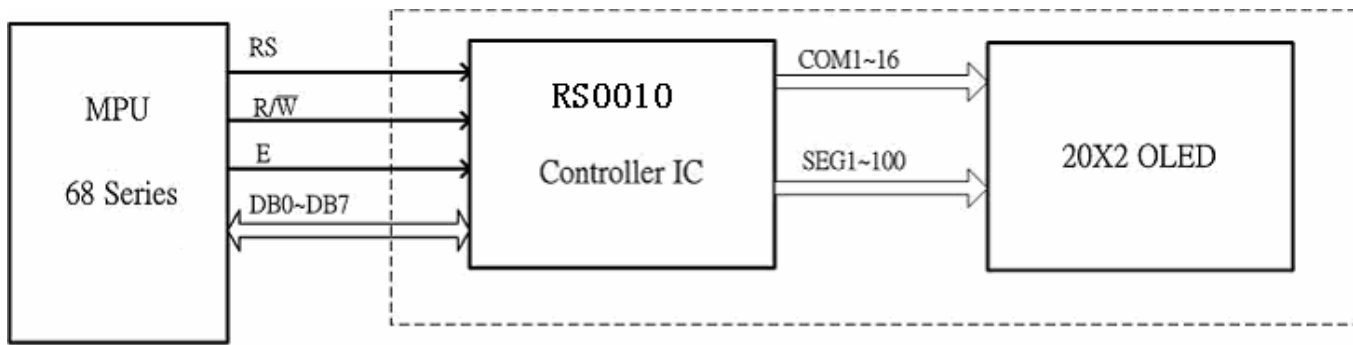 MPU
68 Series
RS
R/W̅
E
DB0~DB7
RS0010
Controller IC
COM1~16
SEG1~100
20X2 OLED